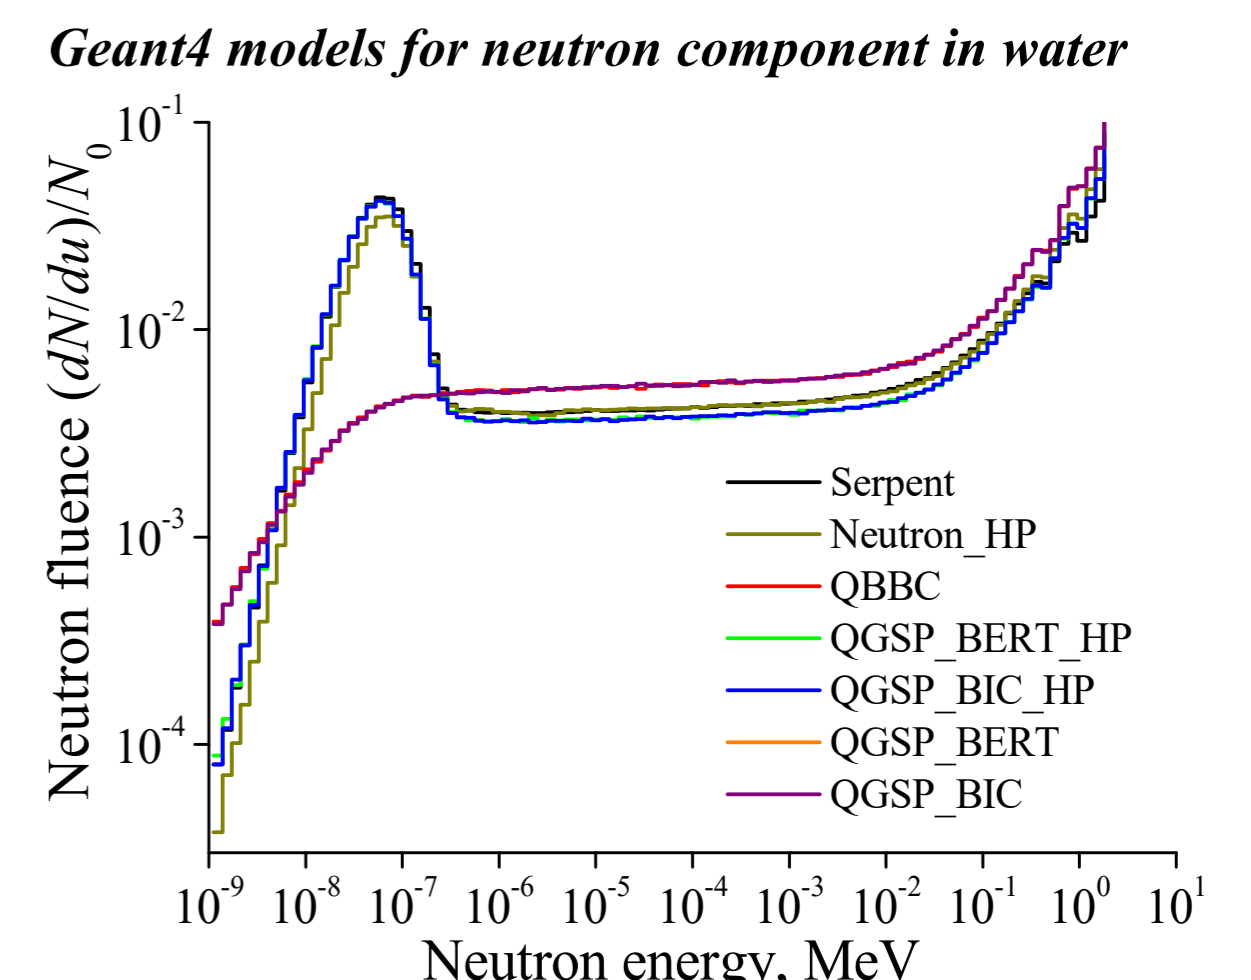 Geant4 models for neutron component in water
Neutron fluence (dN/du)/N₀
10⁻¹
10⁻²
10⁻³
10⁻⁴
Serpent
Neutron_HP
QBBC
QGSP_BERT_HP
QGSP_BIC_HP
QGSP_BERT
QGSP_BIC
10⁻⁹ 10⁻⁸ 10⁻⁷ 10⁻⁶ 10⁻⁵ 10⁻⁴ 10⁻³ 10⁻² 10⁻¹ 10⁰ 10¹
Neutron energy, MeV